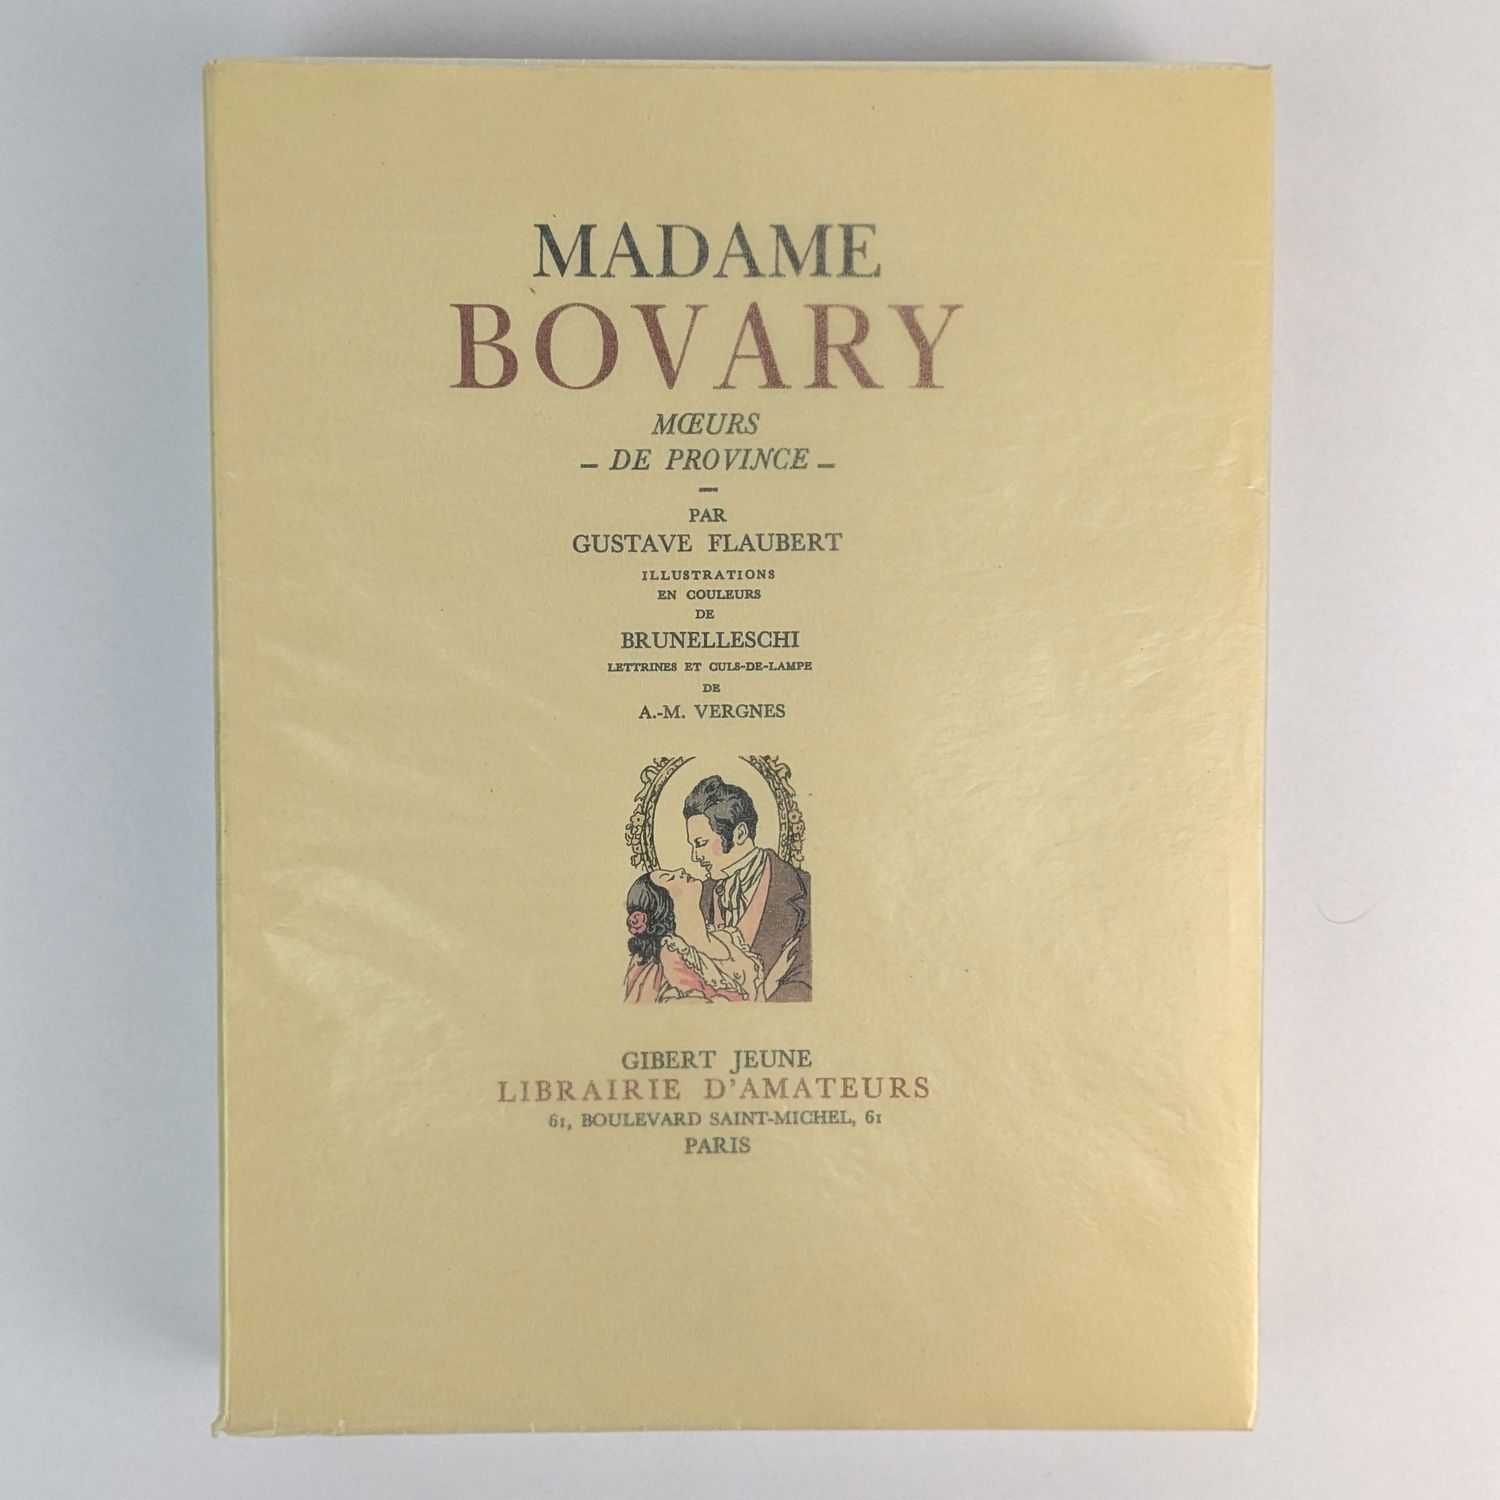 MADAME
BOVARY
MŒURS
– DE PROVINCE –
PAR
GUSTAVE FLAUBERT
ILLUSTRATIONS
EN COULEURS
DE
BRUNELLESCHI
LETTRINES ET CULS-DE-LAMPE
DE
A.-M. VERGNES
GIBERT JEUNE
LIBRAIRIE D'AMATEURS
61, BOULEVARD SAINT-MICHEL, 61
PARIS